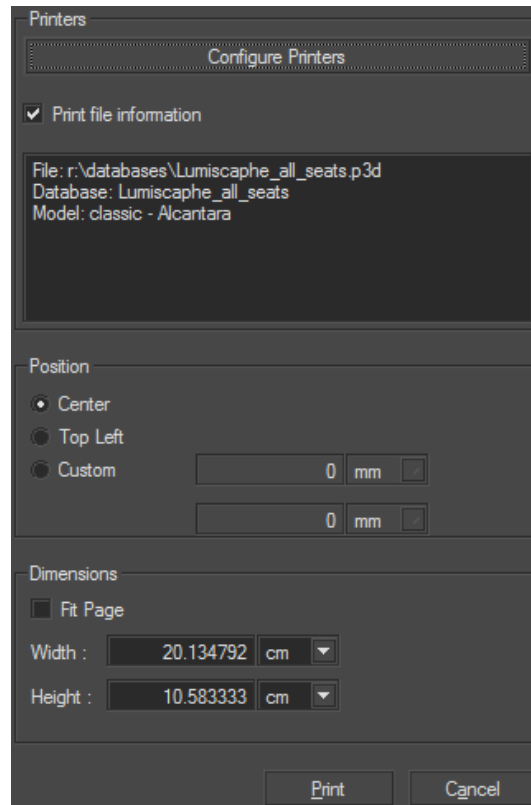 Printers
Configure Printers
Print file information
File: r:\databases\Lumiscaphe_all_seats.p3d
Database: Lumiscaphe_all_seats
Model: classic - Alcantara
Position
Center
Top Left
Custom 0 mm
0 mm
Dimensions
Fit Page
Width : 20.134792 cm
Height : 10.583333 cm
Print Cancel